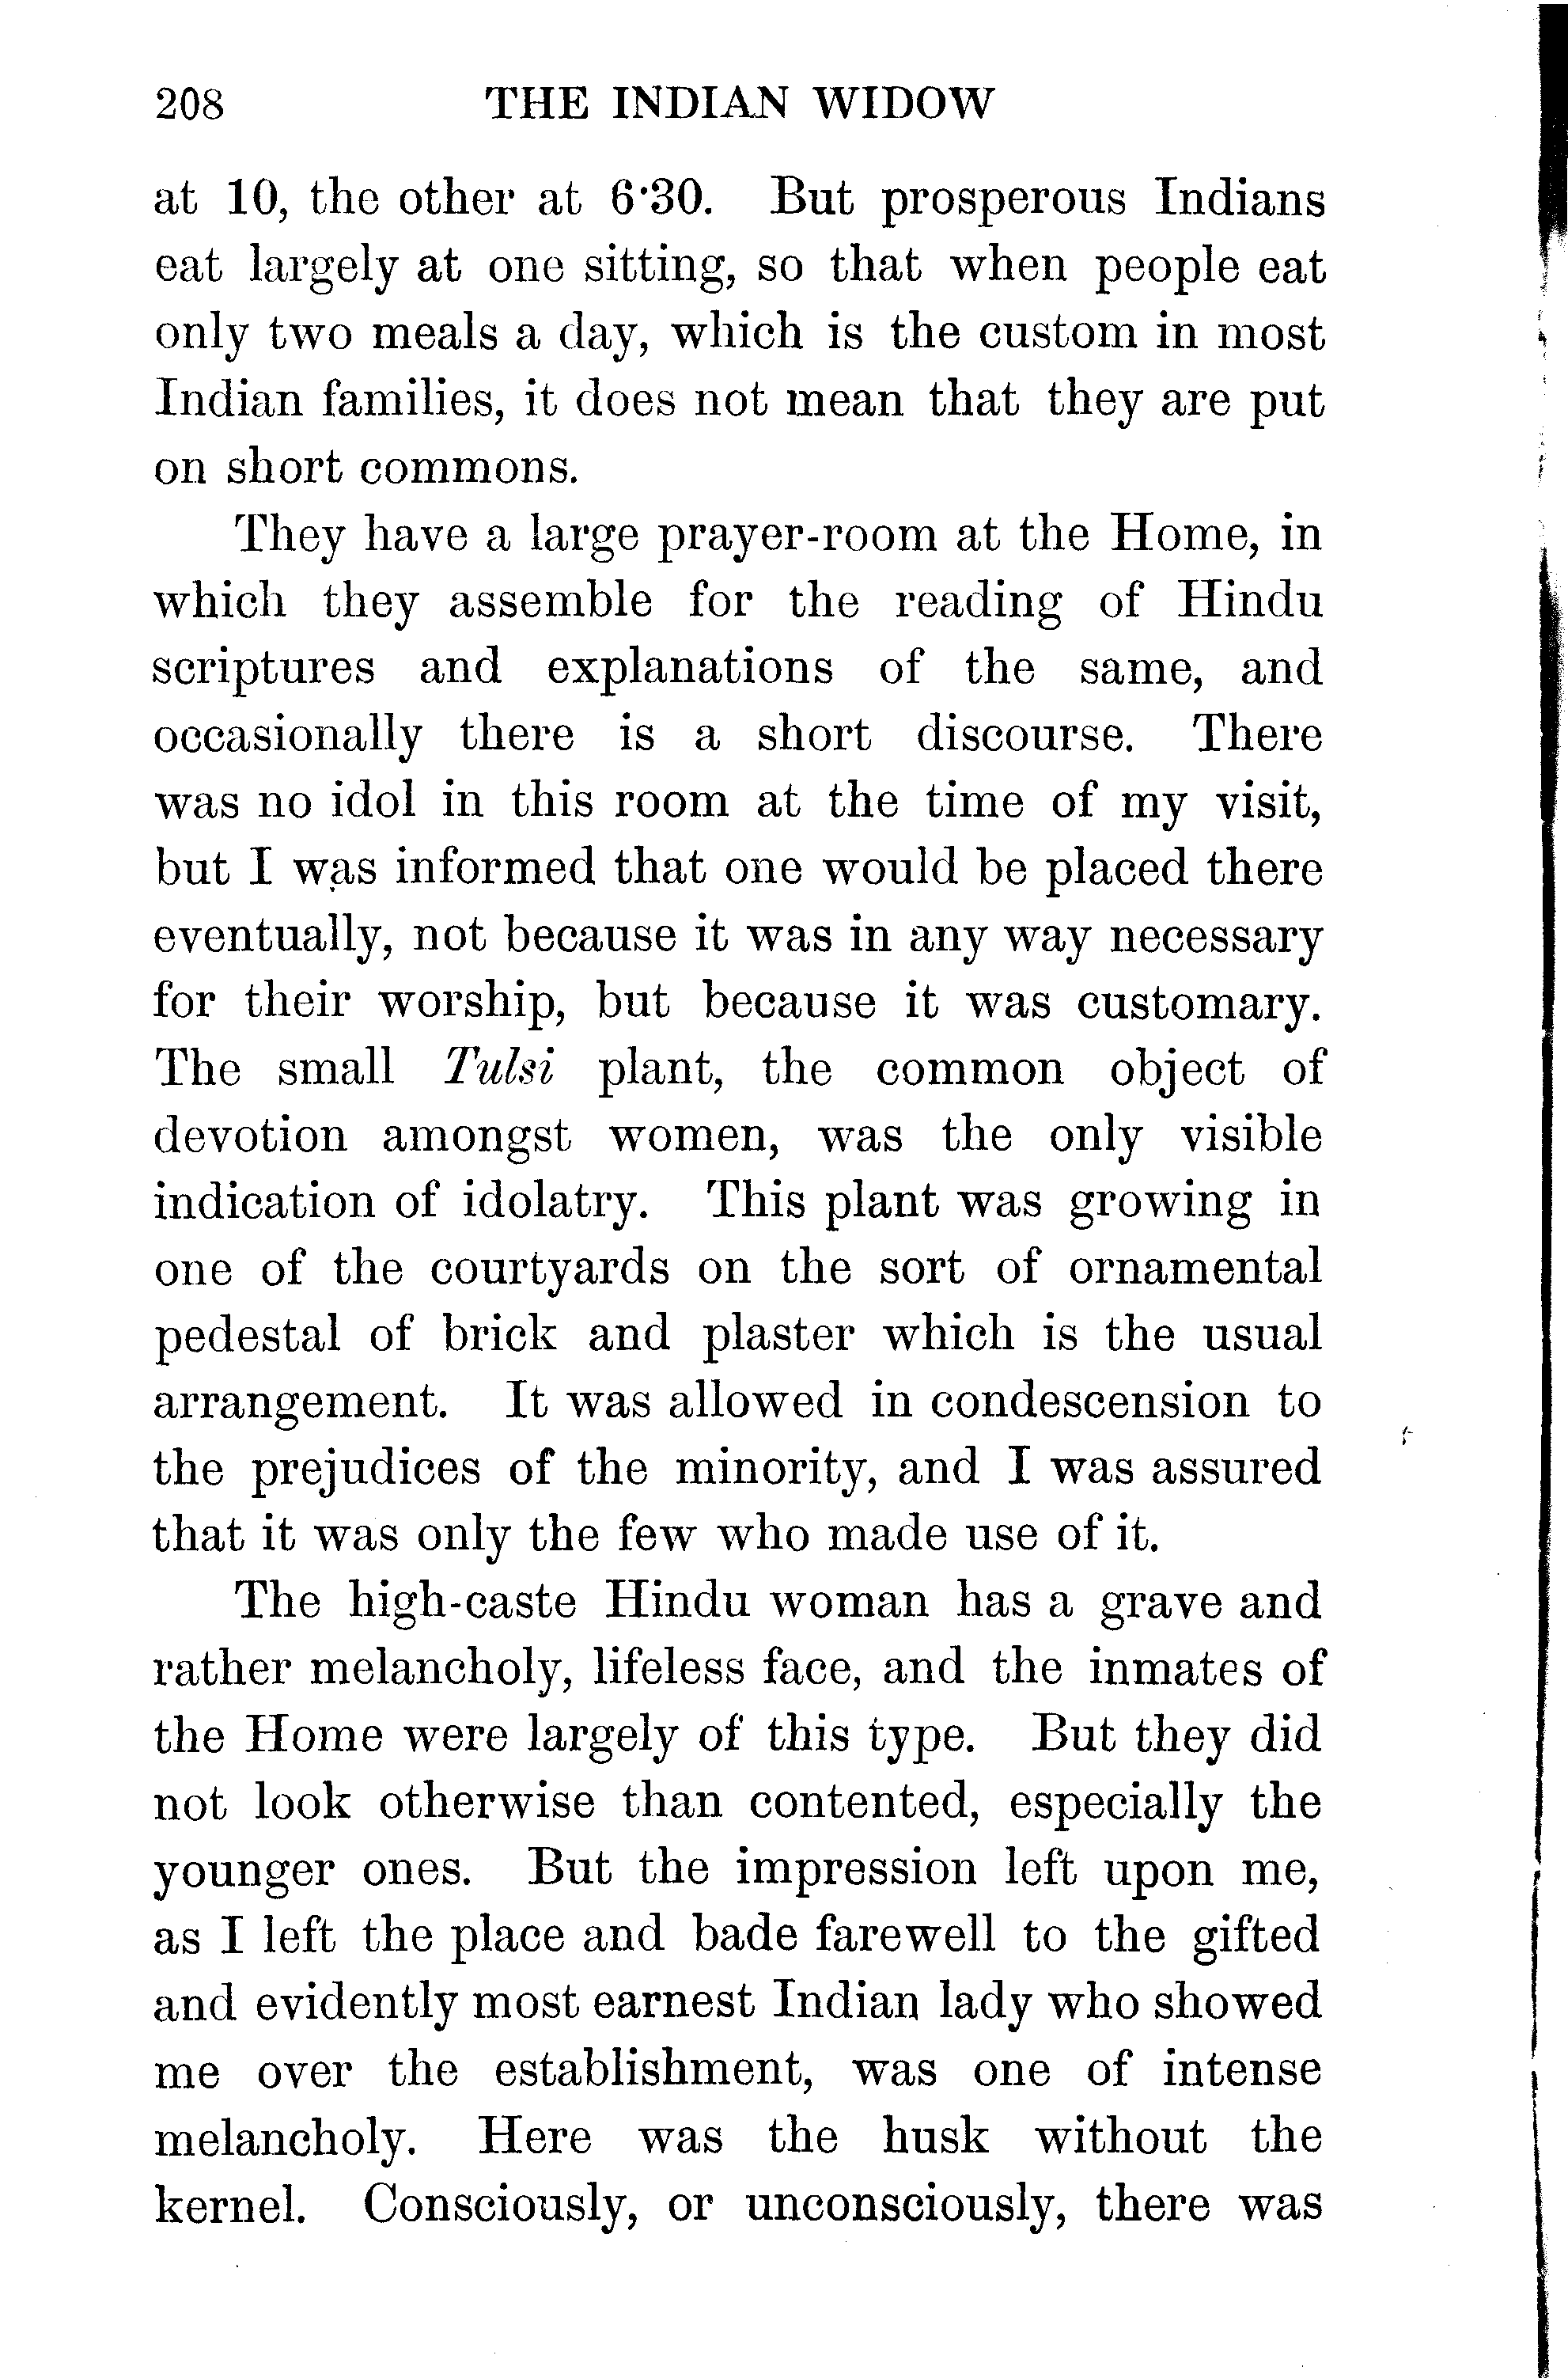 208 THE INDIAN WIDOW
at 10, the other at 6·30. But prosperous Indians
eat largely at one sitting, so that when people eat
only two meals a day, which is the custom in most
Indian families, it does not mean that they are put
on short commons.
They have a large prayer-room at the Home, in
which they assemble for the reading of Hindu
scriptures and explanations of the same, and
occasionally there is a short discourse. There
was no idol in this room at the time of my visit,
but I was informed that one would be placed there
eventually, not because it was in any way necessary
for their worship, but because it was customary.
The small Tulsi plant, the common object of
devotion amongst women, was the only visible
indication of idolatry. This plant was growing in
one of the courtyards on the sort of ornamental
pedestal of brick and plaster which is the usual
arrangement. It was allowed in condescension to
the prejudices of the minority, and I was assured
that it was only the few who made use of it.
The high-caste Hindu woman has a grave and
rather melancholy, lifeless face, and the inmates of
the Home were largely of this type. But they did
not look otherwise than contented, especially the
younger ones. But the impression left upon me,
as I left the place and bade farewell to the gifted
and evidently most earnest Indian lady who showed
me over the establishment, was one of intense
melancholy. Here was the husk without the
kernel. Consciously, or unconsciously, there was